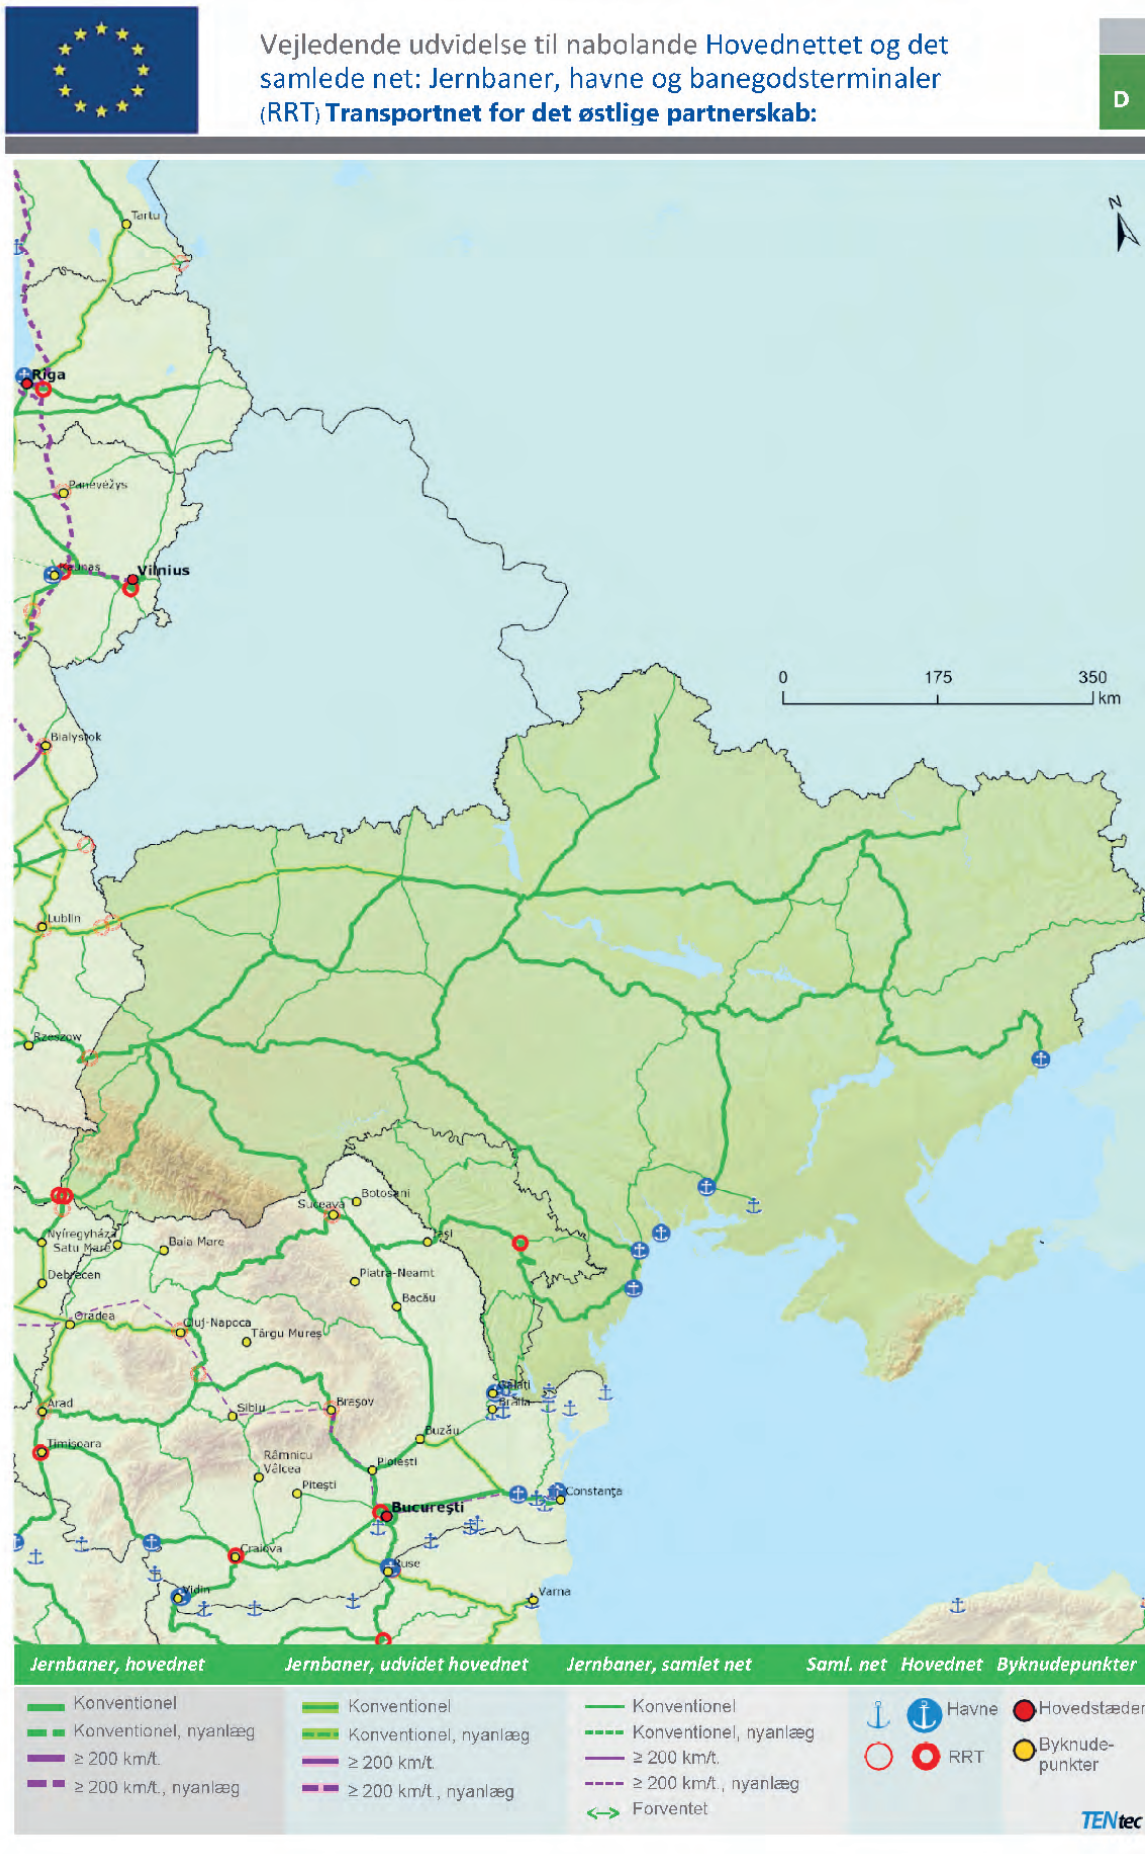 Vejledende udvidelse til nabolande Hovednettet og det
samlede net: Jernbaner, havne og banegodsterminaler
(RRT) Transportnet for det østlige partnerskab:
D
N
Tartu
Riga
Panevėžys
Kaunas
Vilnius
0 175 350
km
Bialystok
Lublin
Rzeszow
Botoşani
Suceava
Nyíregyháza
Satu Mare
Baia Mare
Iaşi
Debrecen
Piatra-Neamt
Bacău
Oradea
Cluj-Napoca
Târgu Mureş
Galaţi
Arad
Sibiu
Braşov
Braila
Timişoara
Buzău
Râmnicu
Vâlcea
Ploieşti
Piteşti
Constanţa
Bucureşti
Craiova
Ruse
Vidin
Varna
Jernbaner, hovednet Jernbaner, udvidet hovednet Jernbaner, samlet net Saml. net Hovednet Byknudepunkter
Konventionel
Konventionel, nyanlæg
≥ 200 km/t.
≥ 200 km/t., nyanlæg
Konventionel
Konventionel, nyanlæg
≥ 200 km/t.
≥ 200 km/t., nyanlæg
Konventionel
Konventionel, nyanlæg
≥ 200 km/t.
≥ 200 km/t., nyanlæg
Forventet
Havne
RRT
Hovedstæder
Byknude-
punkter
TENtec